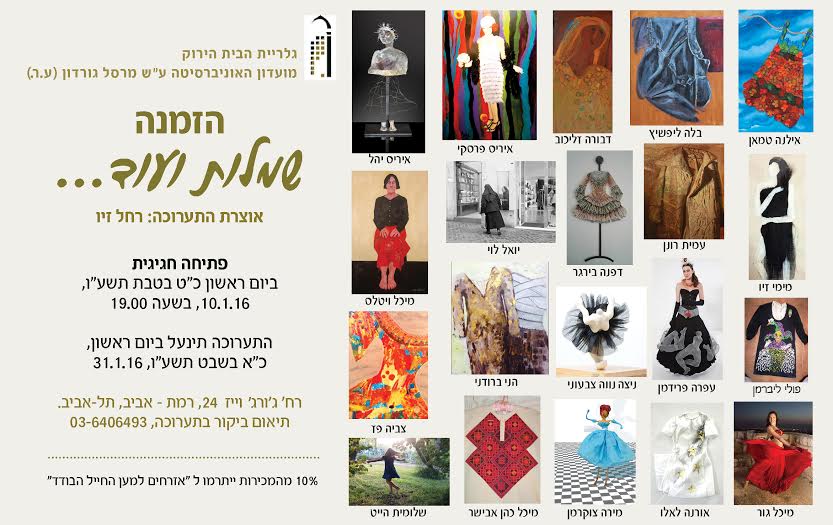 גלריית הבית הירוק
מועדון האוניברסיטה ע"ש מרסל גורדון (ע.ר.)
הזמנה
שמלות ועוד...
אוצרת התערוכה: רחל זיו
פתיחה חגיגית
ביום ראשון כ"ט בטבת תשע"ו,
10.1.16, בשעה 19.00
התערוכה תינעל ביום ראשון,
כ"א בשבט תשע"ו, 31.1.16
רח' ג'ורג' וייז 24, רמת - אביב, תל-אביב.
תיאום ביקור בתערוכה, 03-6406493
10% מהמכירות ייתרמו ל "אזרחים למען החייל הבודד"
אילנה טמאן
בלה ליפשיץ
דבורה זליכוב
איריט פרסקי
איריס יהל
מימי זיו
עמית רונן
דפנה בירגר
יואל לוי
מיכל ויטלס
פולי ליברמן
עפרה פרידמן
ניצה נווה צבעוני
הני ברודני
צביה פז
מיכל גור
אורנה לאלו
מירה צוקרמן
מיכל כהן אבישר
שלומית הייט